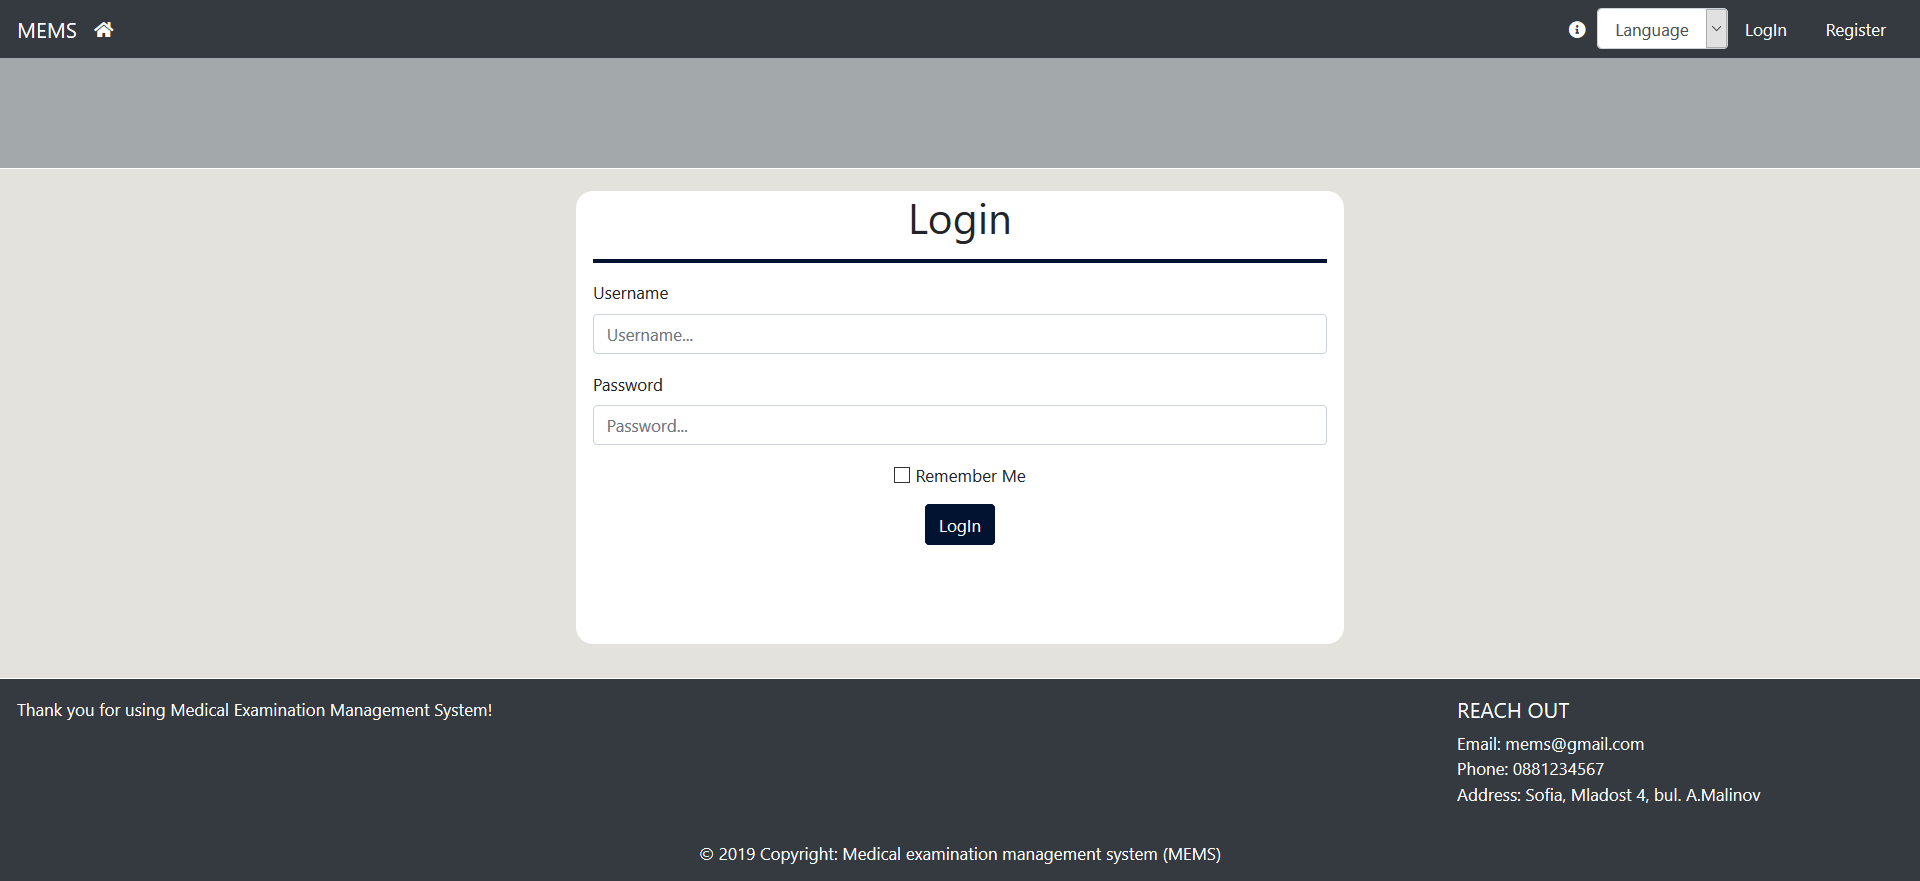 MEMS
Language
LogIn
Register
Login
Username
Username...
Password
Password...
Remember Me
LogIn
Thank you for using Medical Examination Management System!
REACH OUT
Email: mems@gmail.com
Phone: 0881234567
Address: Sofia, Mladost 4, bul. A.Malinov
© 2019 Copyright: Medical examination management system (MEMS)